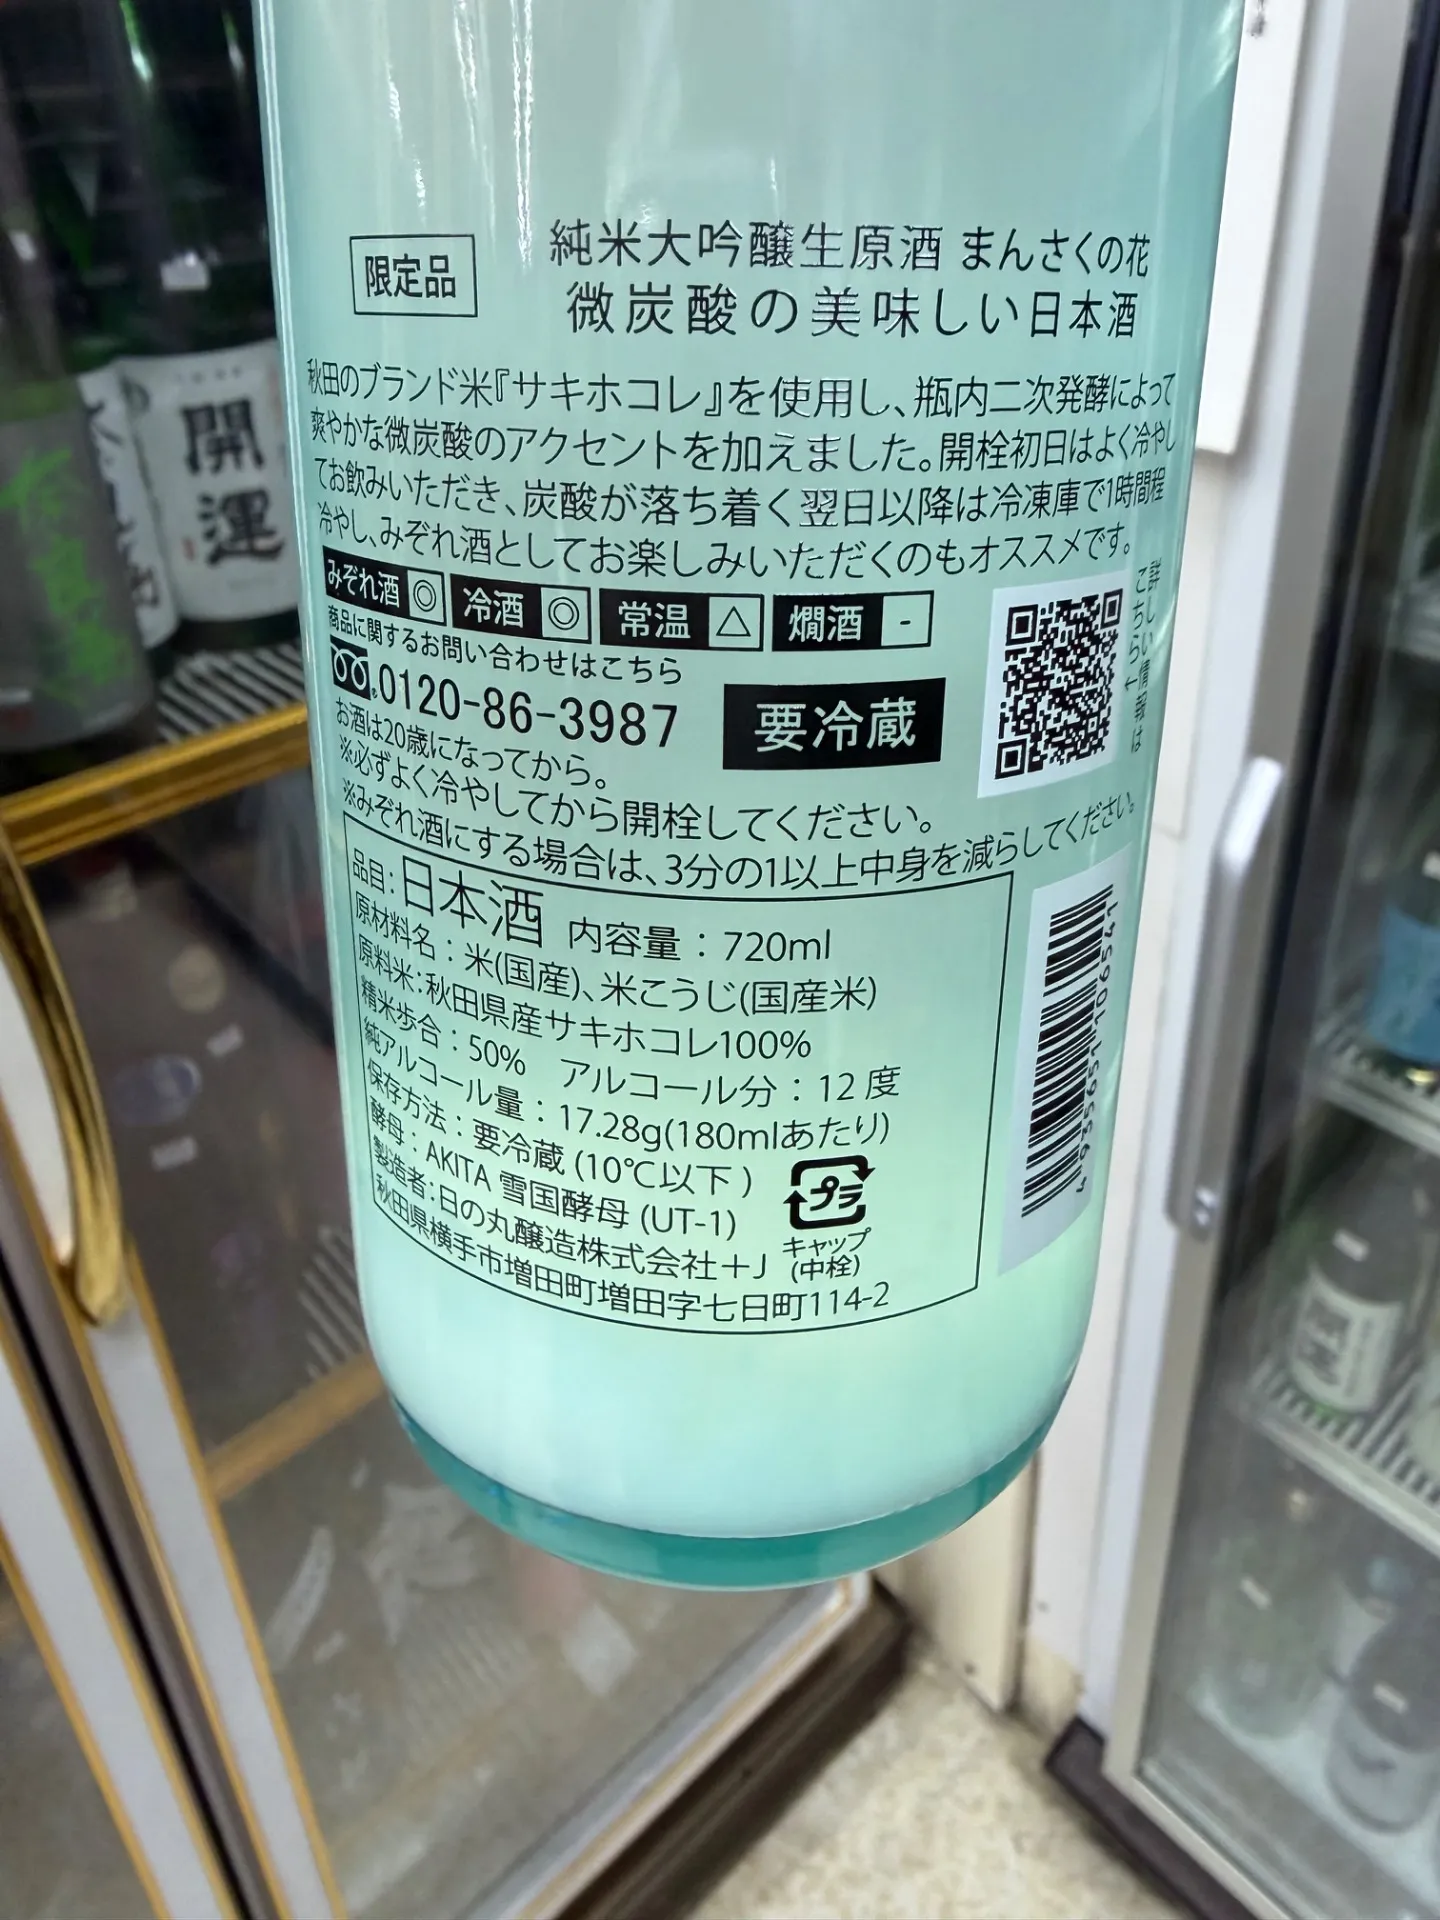 限定品
純米大吟醸生原酒 まんさくの花
微炭酸の美味しい日本酒
秋田のブランド米『サキホコレ』を使用し、瓶内二次発酵によって
爽やかな微炭酸のアクセントを加えました。開栓初日はよく冷やし
てお飲みいただき、炭酸が落ち着く翌日以降は冷凍庫で1時間程
冷やし、みぞれ酒としてお楽しみいただくのもオススメです。
みぞれ酒 ◎ 冷酒 ◎ 常温 △ 燗酒 -
商品に関するお問い合わせはこちら
0120-86-3987
要冷蔵
詳しい情報は
こちら↓
お酒は20歳になってから。
※必ずよく冷やしてから開栓してください。
※みぞれ酒にする場合は、3分の1以上中身を減らしてください。
品目:日本酒 内容量:720ml
原材料名:米(国産)、米こうじ(国産米)
原料米:秋田県産サキホコレ100%
精米歩合:50% アルコール分:12度
純アルコール量:17.28g(180mlあたり)
保存方法:要冷蔵(10℃以下)
酵母:AKITA 雪国酵母(UT-1)
製造者:日の丸醸造株式会社+J
秋田県横手市増田町増田字七日町114-2
プラ
キャップ
(中栓)
4935651106541
開運